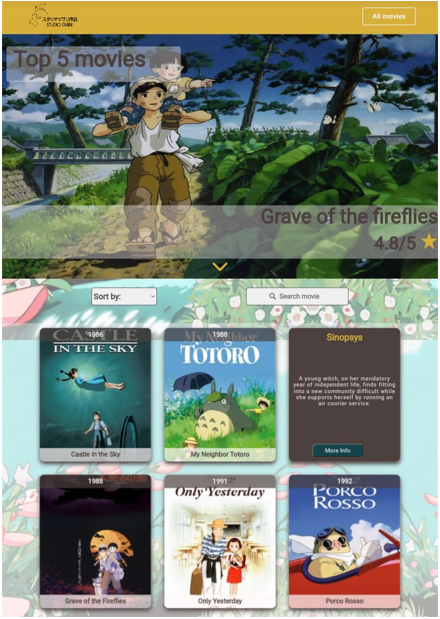 スタジオジブリ作品
STUDIO GHIBLI
All movies
Top 5 movies
Grave of the fireflies
4.8/5
Sort by:
Search movie
1986
CASTLE
IN THE SKY
Castle in the Sky
1988
My Neighbor
TOTORO
My Neighbor Totoro
Sinopsys
A young witch, on her mandatory
year of independent life, finds fitting
into a new community difficult while
she supports herself by running an
air courier service.
More Info
1988
Grave of the Fireflies
1991
Only Yesterday
Only Yesterday
1992
PORCO
ROSSO
Porco Rosso